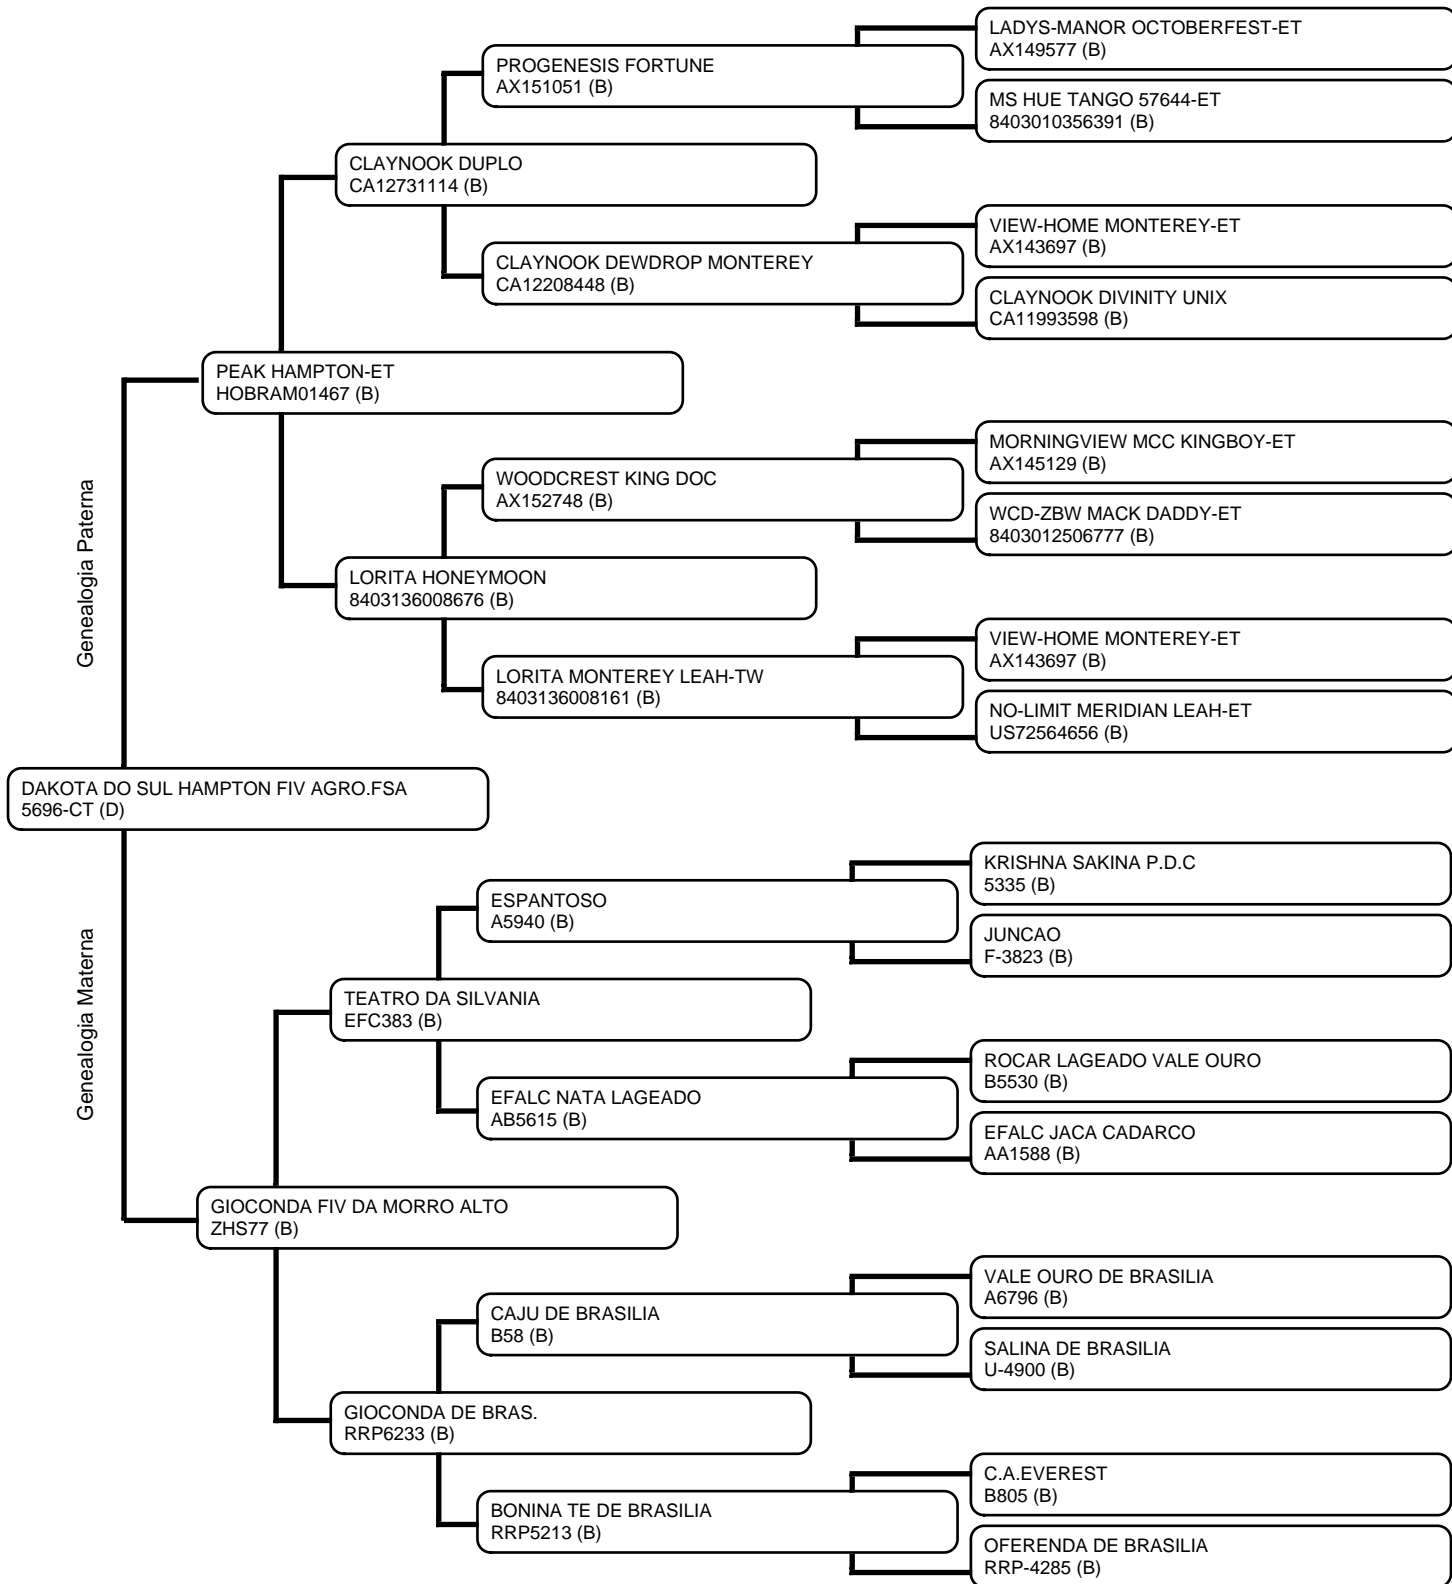 LADYS-MANOR OCTOBERFEST-ET
AX149577 (B)
PROGENESIS FORTUNE
AX151051 (B)
MS HUE TANGO 57644-ET
8403010356391 (B)
CLAYNOOK DUPLO
CA12731114 (B)
VIEW-HOME MONTEREY-ET
AX143697 (B)
CLAYNOOK DEWDROP MONTEREY
CA12208448 (B)
CLAYNOOK DIVINITY UNIX
CA11993598 (B)
PEAK HAMPTON-ET
HOBRAM01467 (B)
MORNINGVIEW MCC KINGBOY-ET
AX145129 (B)
WOODCREST KING DOC
AX152748 (B)
WCD-ZBW MACK DADDY-ET
8403012506777 (B)
Genealogia Paterna
LORITA HONEYMOON
8403136008676 (B)
VIEW-HOME MONTEREY-ET
AX143697 (B)
LORITA MONTEREY LEAH-TW
8403136008161 (B)
NO-LIMIT MERIDIAN LEAH-ET
US72564656 (B)
DAKOTA DO SUL HAMPTON FIV AGRO.FSA
5696-CT (D)
KRISHNA SAKINA P.D.C
5335 (B)
ESPANTOSO
A5940 (B)
JUNCAO
F-3823 (B)
Genealogia Materna
TEATRO DA SILVANIA
EFC383 (B)
ROCAR LAGEADO VALE OURO
B5530 (B)
EFALC NATA LAGEADO
AB5615 (B)
EFALC JACA CADARCO
AA1588 (B)
GIOCONDA FIV DA MORRO ALTO
ZHS77 (B)
VALE OURO DE BRASILIA
A6796 (B)
CAJU DE BRASILIA
B58 (B)
SALINA DE BRASILIA
U-4900 (B)
GIOCONDA DE BRAS.
RRP6233 (B)
C.A.EVEREST
B805 (B)
BONINA TE DE BRASILIA
RRP5213 (B)
OFERENDA DE BRASILIA
RRP-4285 (B)